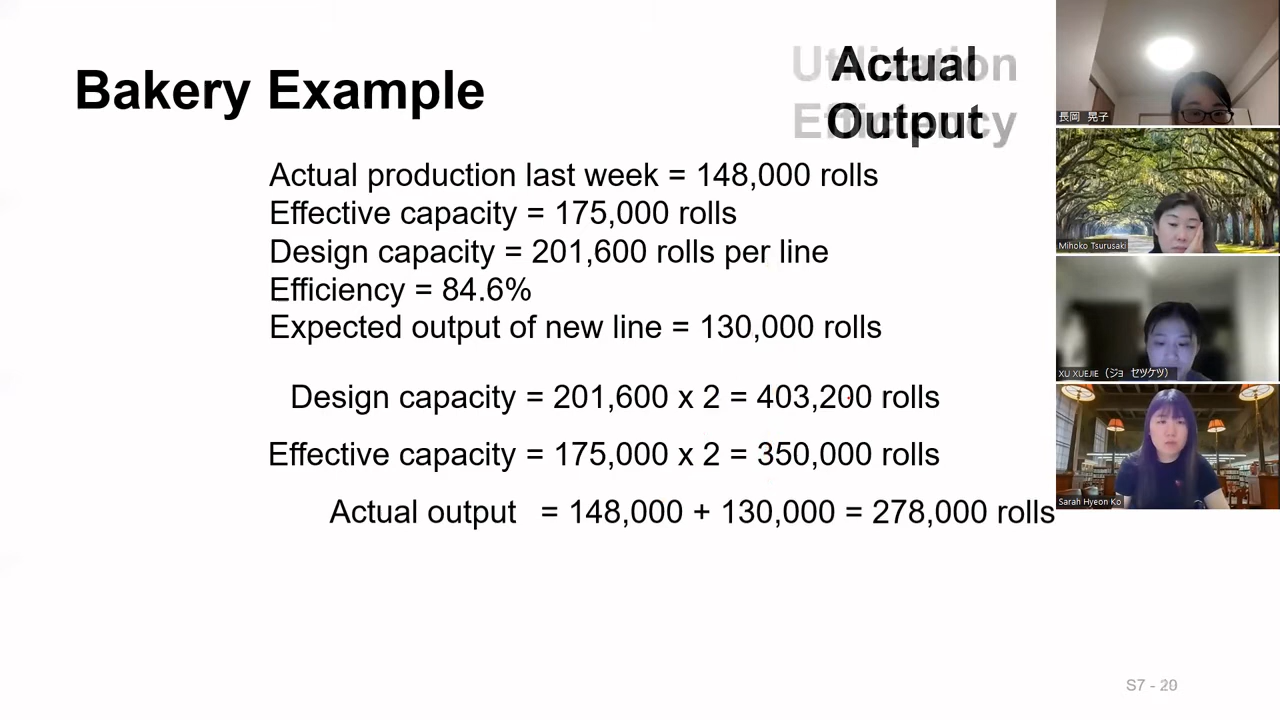 Bakery Example
Actual
Output
Utilization
Efficiency
Actual production last week = 148,000 rolls
Effective capacity = 175,000 rolls
Design capacity = 201,600 rolls per line
Efficiency = 84.6%
Expected output of new line = 130,000 rolls
Design capacity = 201,600 x 2 = 403,200 rolls
Effective capacity = 175,000 x 2 = 350,000 rolls
Actual output = 148,000 + 130,000 = 278,000 rolls
長岡 晃子
Mihoko Tsurusaki
XU XUEJIE（ジョ セツケツ）
Sarah Hyeon Ko
S7 - 20